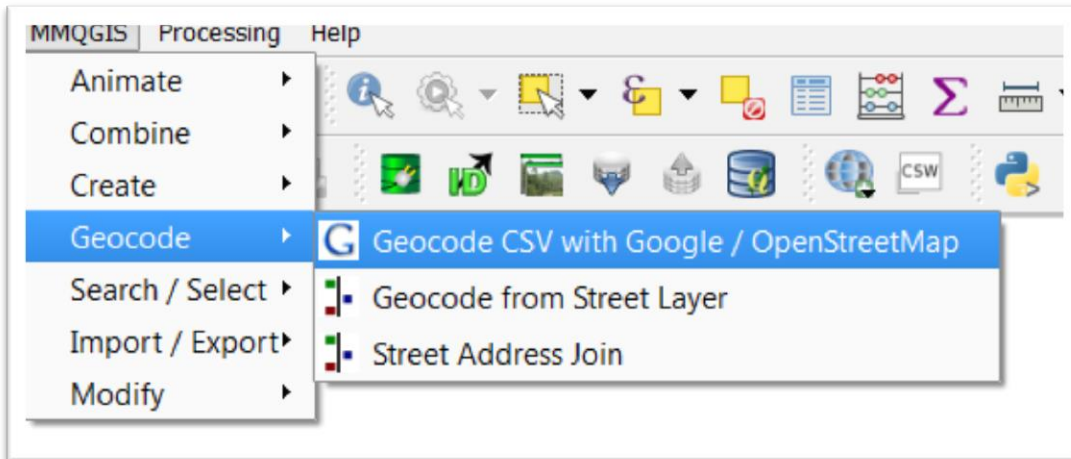 MMQGIS Processing Help
Animate
Combine
Create
ID
CSW
Geocode
G Geocode CSV with Google / OpenStreetMap
Search / Select
Geocode from Street Layer
Import / Export
Street Address Join
Modify